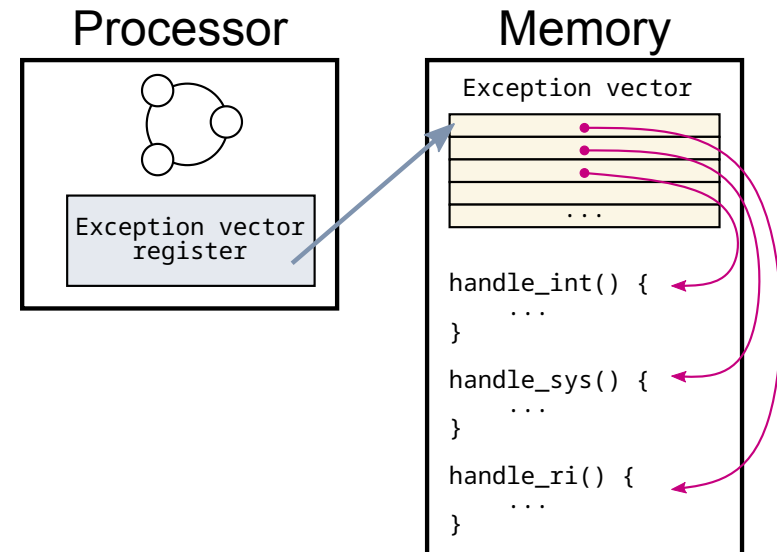 Processor
Exception vector
register
Memory
Exception vector
...
handle_int() {
...
}
handle_sys() {
...
}
handle_ri() {
...
}